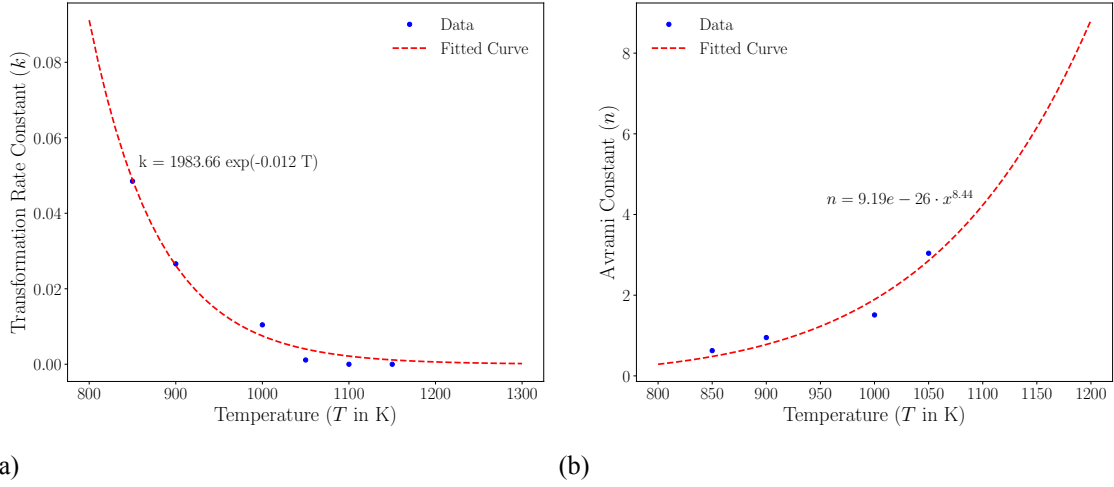 Data
Fitted Curve
k = 1983.66 exp(-0.012 T)
Transformation Rate Constant (k)
0.08
0.06
0.04
0.02
0.00
800 900 1000 1100 1200 1300
Temperature (T in K)
Data
Fitted Curve
n = 9.19e − 26 · x^8.44
Avrami Constant (n)
8
6
4
2
0
800 850 900 950 1000 1050 1100 1150 1200
Temperature (T in K)
a)
(b)